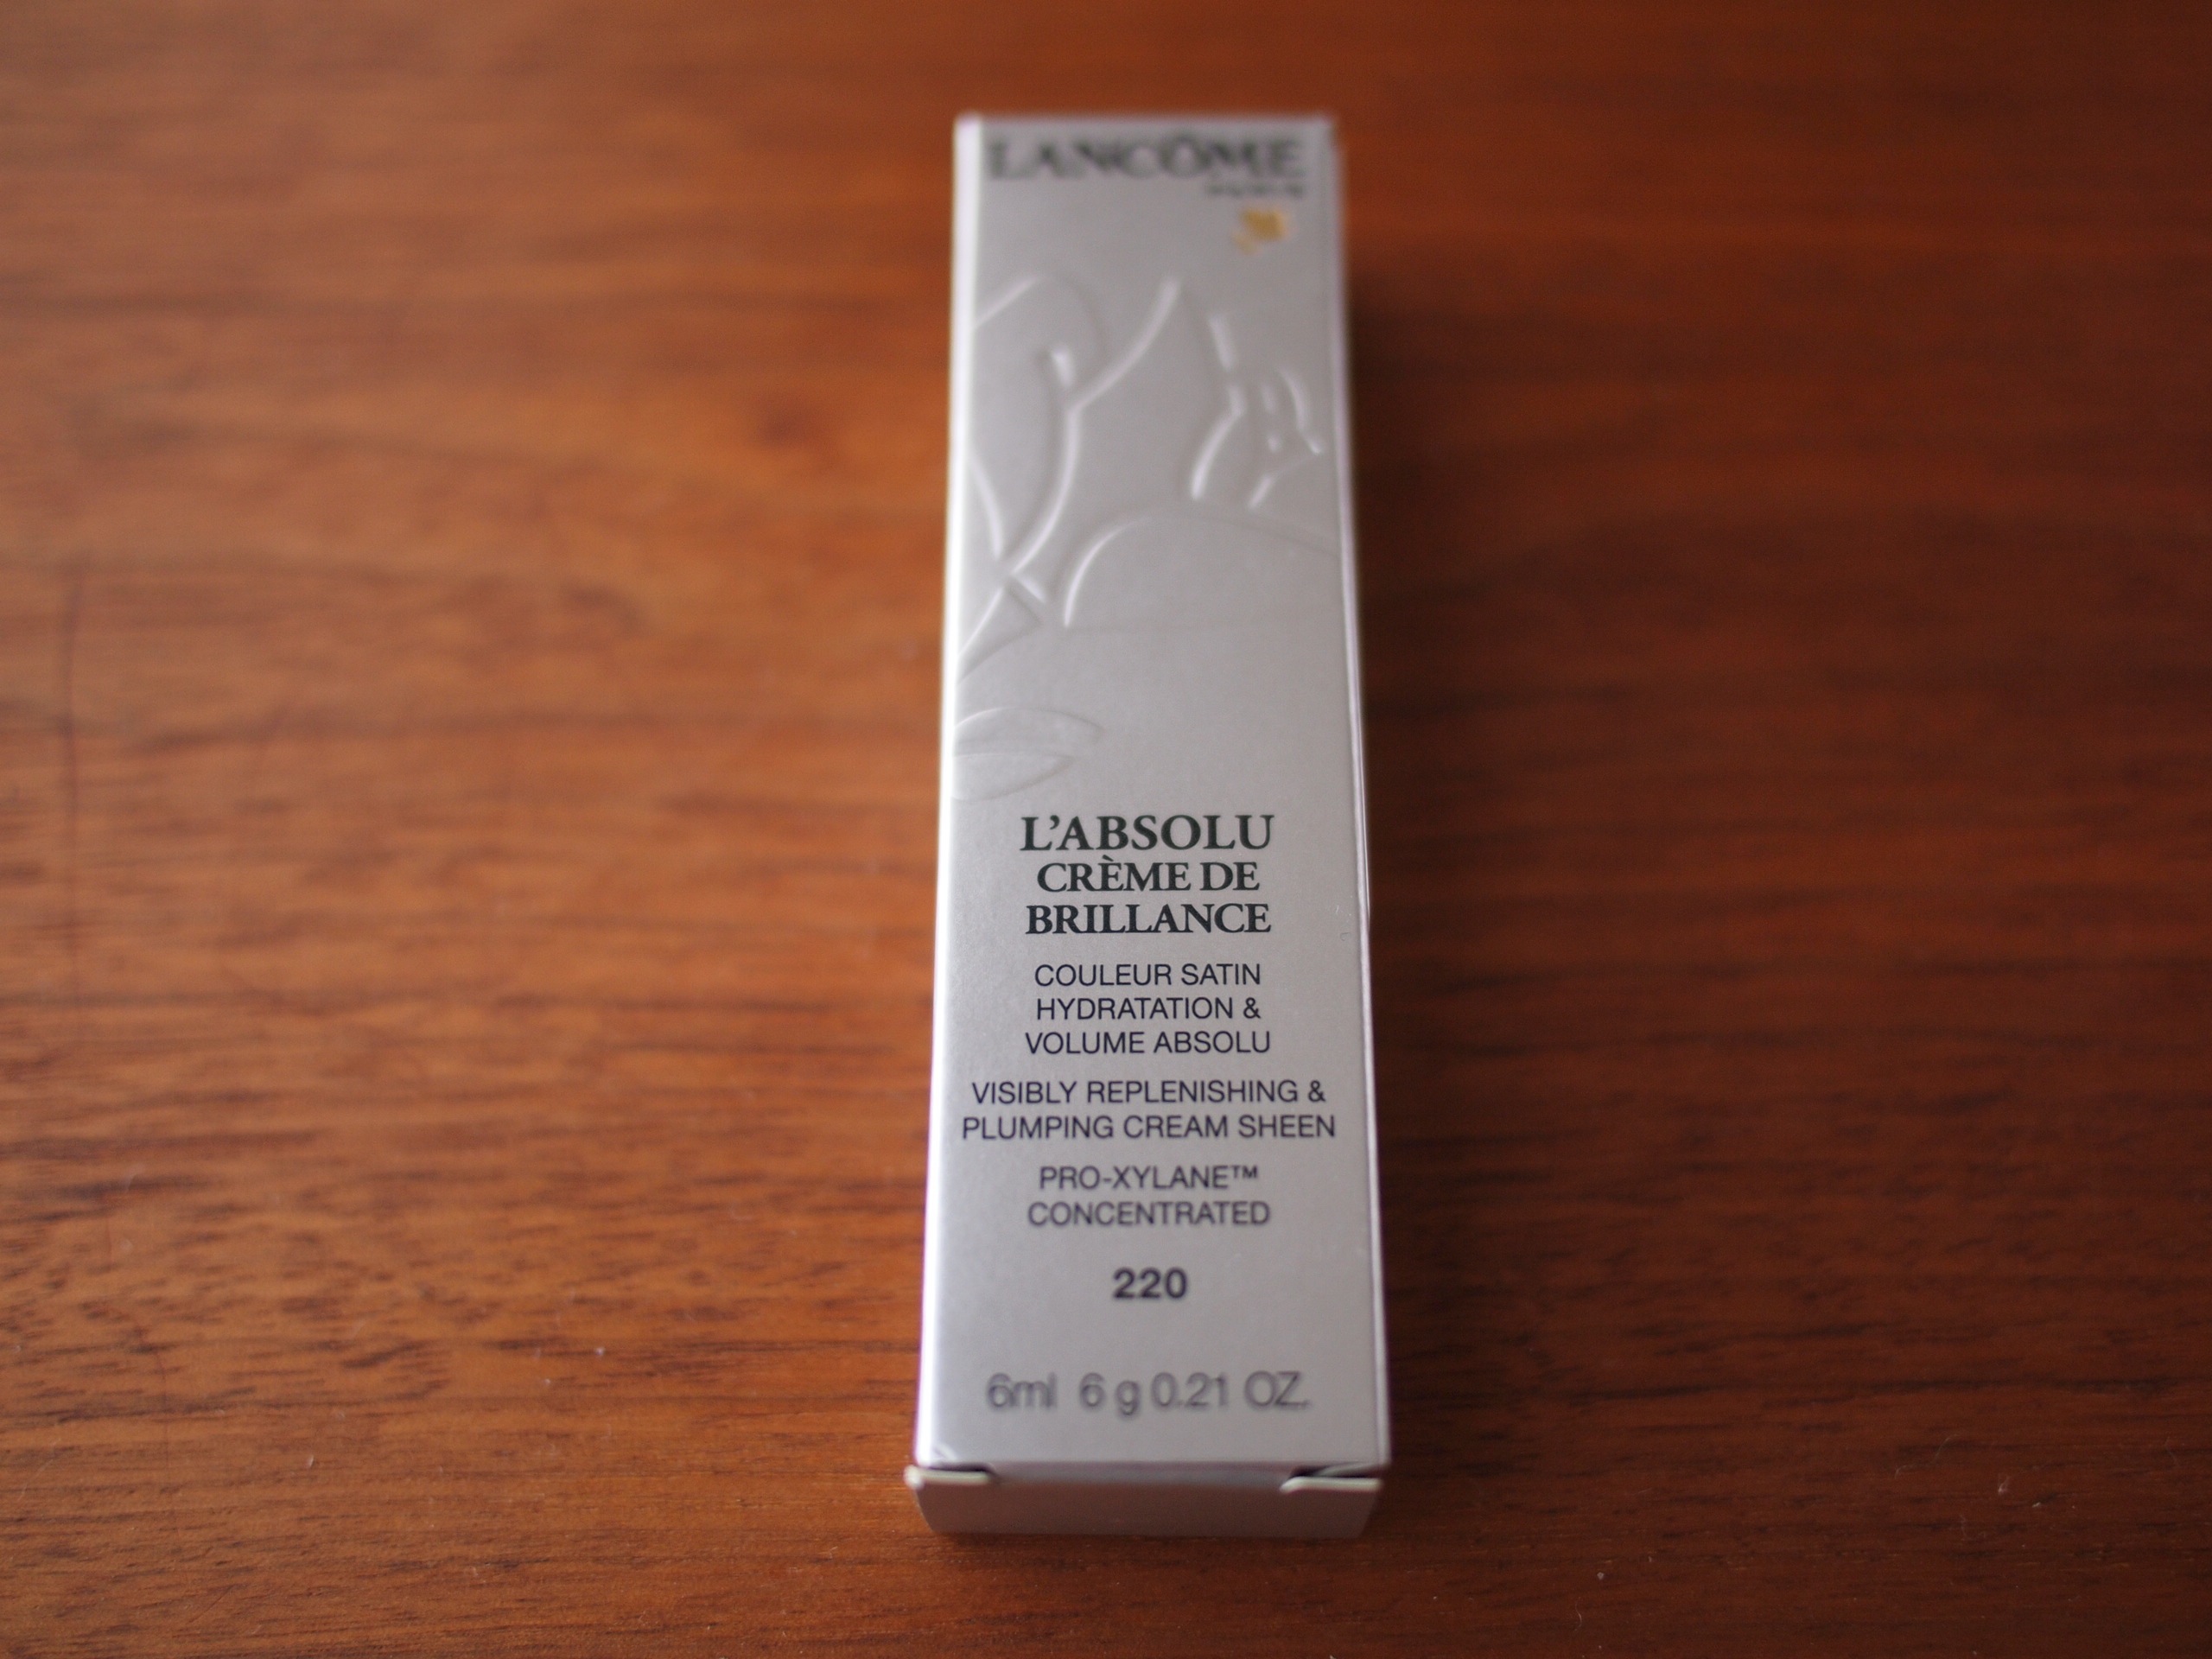 LANCÔME
L'ABSOLU
CRÈME DE
BRILLANCE
COULEUR SATIN
HYDRATATION &
VOLUME ABSOLU
VISIBLY REPLENISHING &
PLUMPING CREAM SHEEN
PRO-XYLANE™
CONCENTRATED
220
6ml 6 g 0.21 OZ.